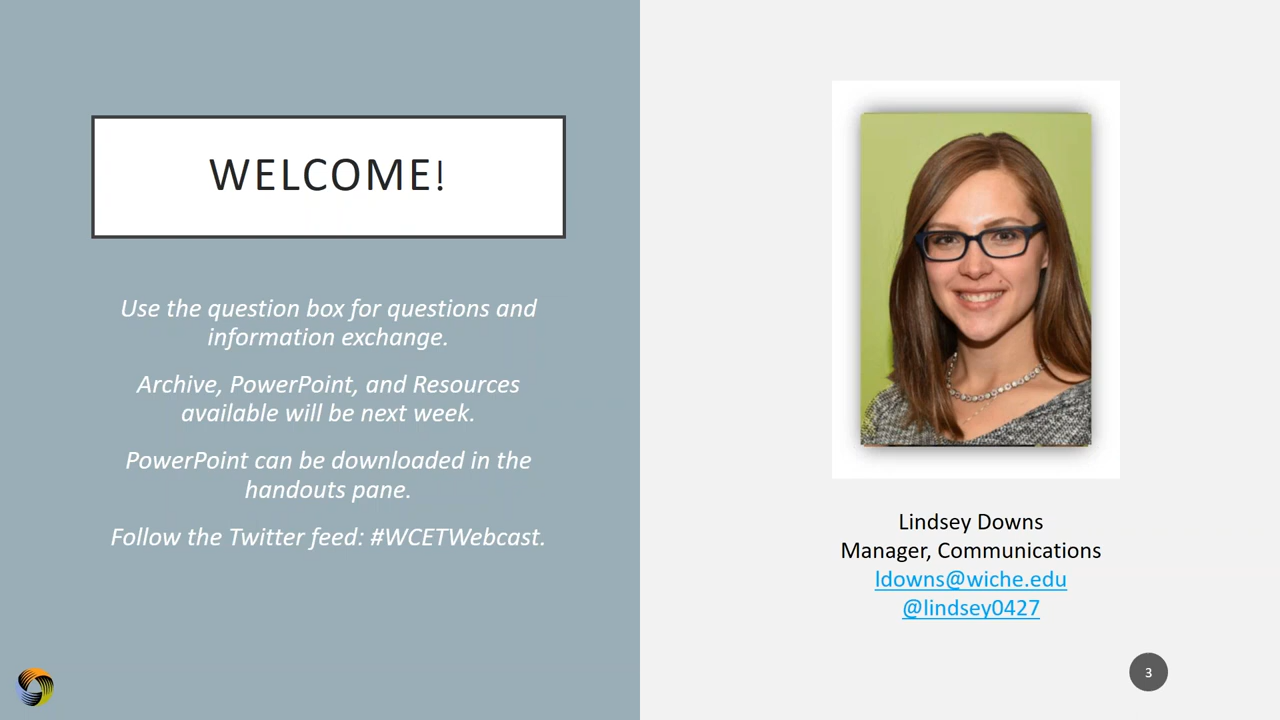 WELCOME!
Use the question box for questions and
information exchange.
Archive, PowerPoint, and Resources
available will be next week.
PowerPoint can be downloaded in the
handouts pane.
Follow the Twitter feed: #WCETWebcast.
Lindsey Downs
Manager, Communications
ldowns@wiche.edu
@lindsey0427
3